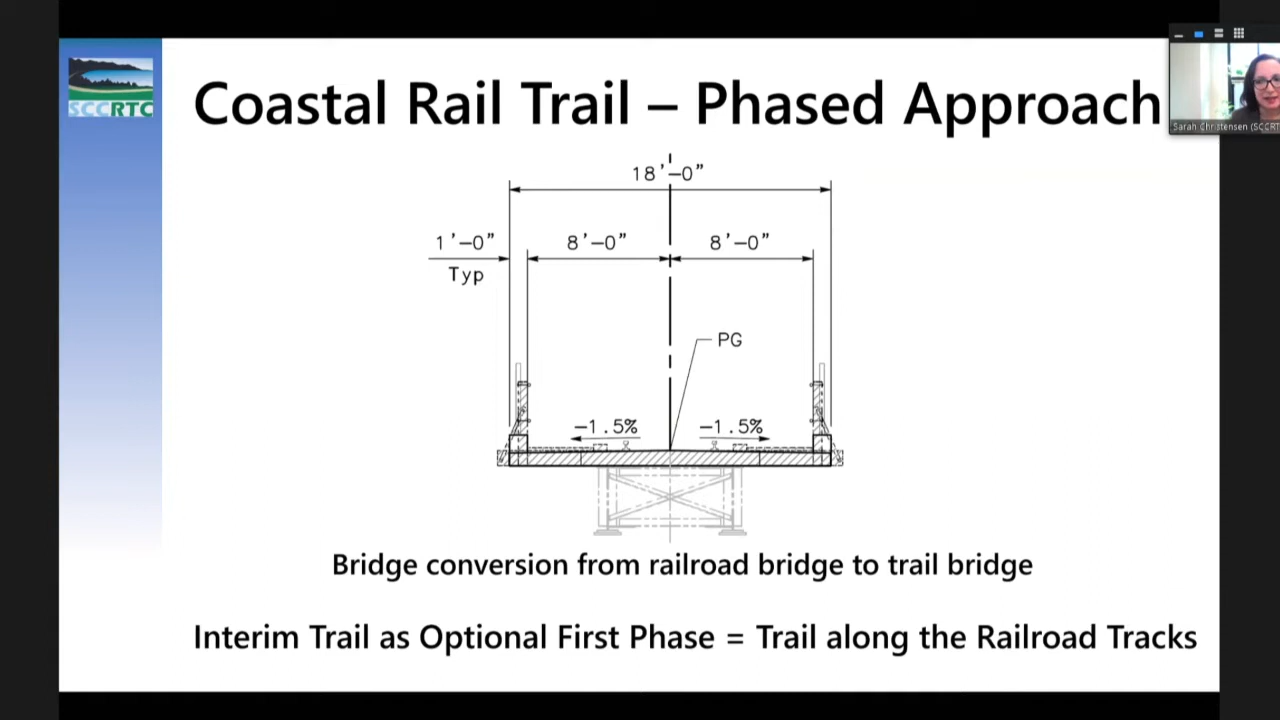 SCCRTC
Coastal Rail Trail – Phased Approach
Sarah Christensen (SCCRT
18'–0"
1'–0" 8'–0" 8'–0"
Typ
PG
–1.5% –1.5%
Bridge conversion from railroad bridge to trail bridge
Interim Trail as Optional First Phase = Trail along the Railroad Tracks